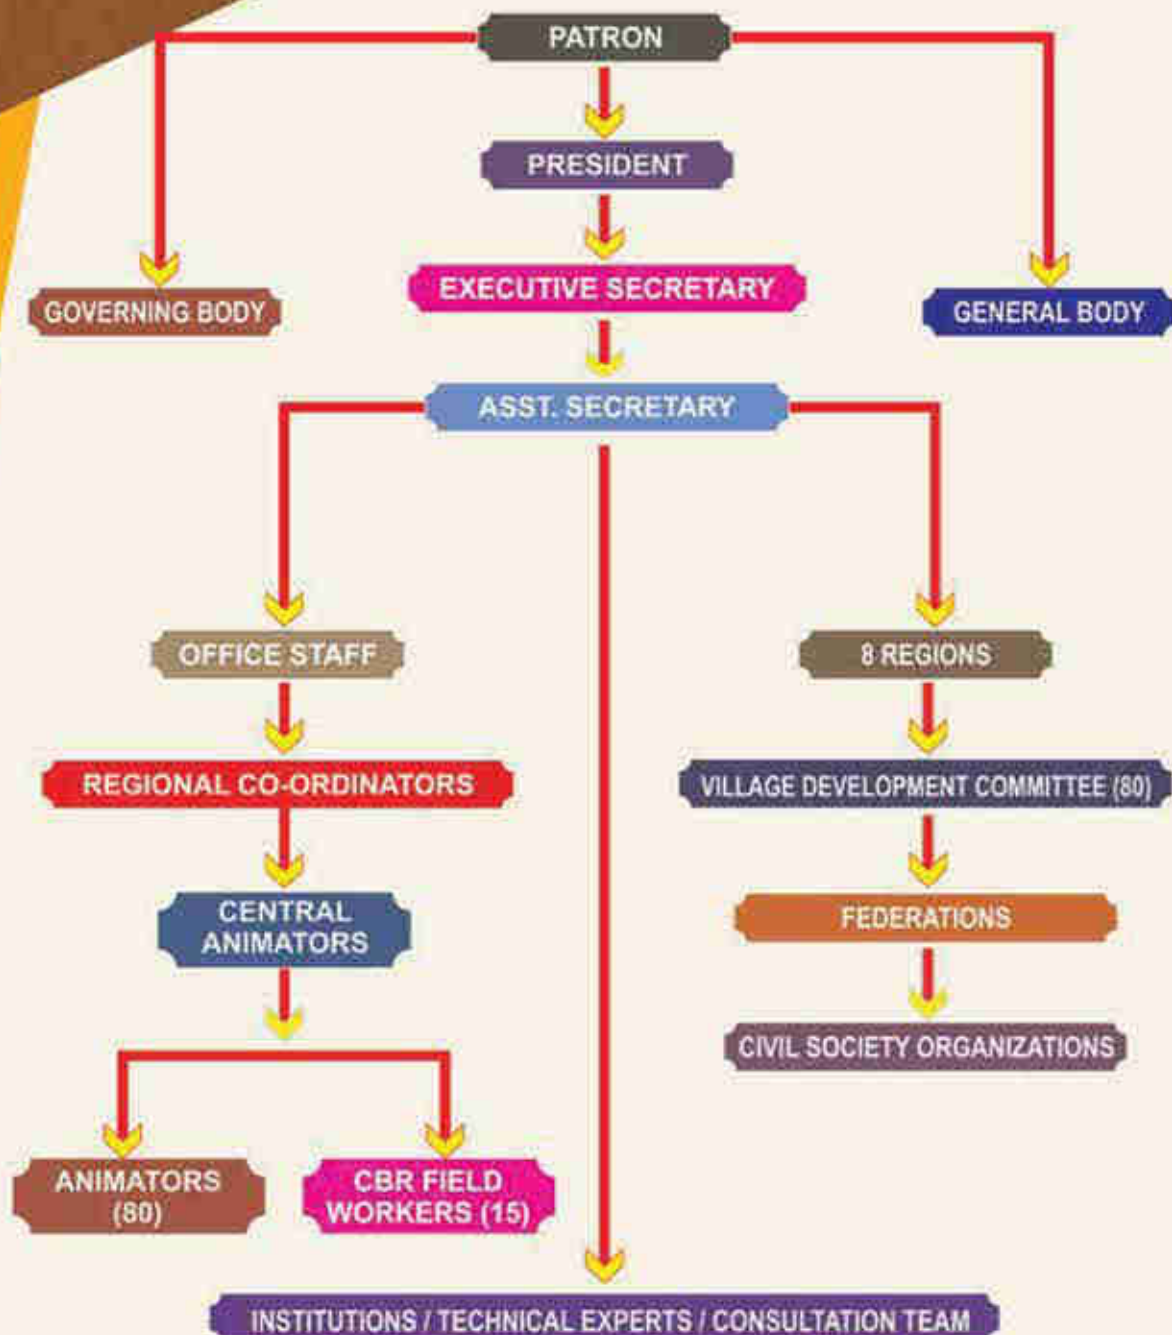 PATRON
PRESIDENT
GOVERNING BODY
EXECUTIVE SECRETARY
GENERAL BODY
ASST. SECRETARY
OFFICE STAFF
8 REGIONS
REGIONAL CO-ORDINATORS
VILLAGE DEVELOPMENT COMMITTEE (80)
CENTRAL
ANIMATORS
FEDERATIONS
CIVIL SOCIETY ORGANIZATIONS
ANIMATORS
(80)
CBR FIELD
WORKERS (15)
INSTITUTIONS / TECHNICAL EXPERTS / CONSULTATION TEAM